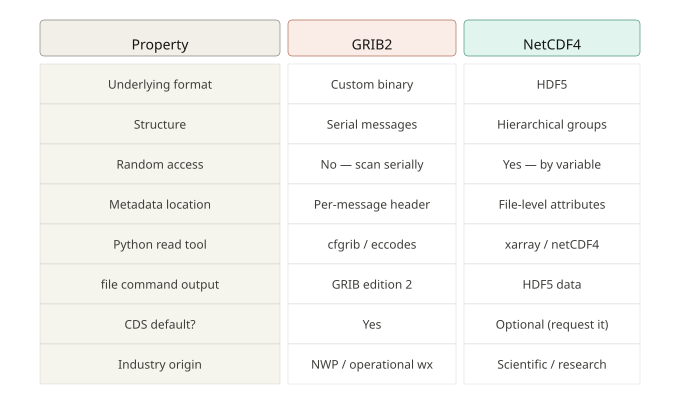 Property GRIB2 NetCDF4
Underlying format Custom binary HDF5
Structure Serial messages Hierarchical groups
Random access No — scan serially Yes — by variable
Metadata location Per-message header File-level attributes
Python read tool cfgrib / eccodes xarray / netCDF4
file command output GRIB edition 2 HDF5 data
CDS default? Yes Optional (request it)
Industry origin NWP / operational wx Scientific / research